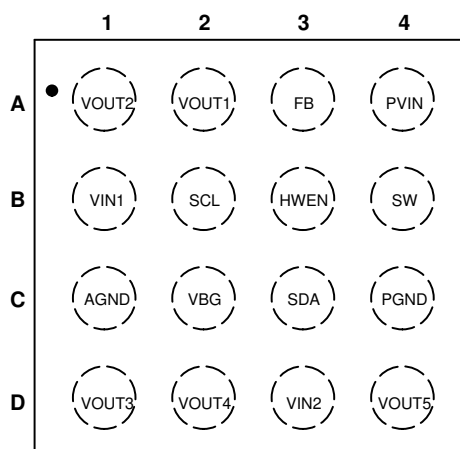 1 2 3 4
A VOUT2 VOUT1 FB PVIN
B VIN1 SCL HWEN SW
C AGND VBG SDA PGND
D VOUT3 VOUT4 VIN2 VOUT5